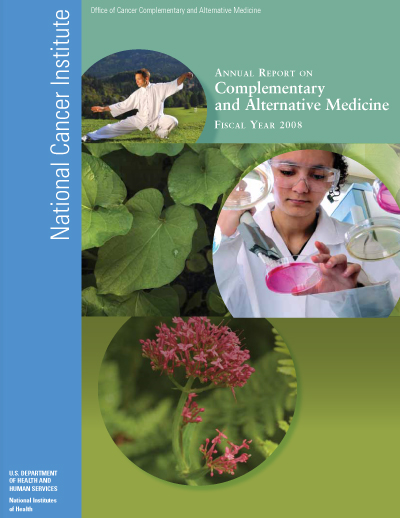 Office of Cancer Complementary and Alternative Medicine
National Cancer Institute
ANNUAL REPORT ON
Complementary
and Alternative Medicine
FISCAL YEAR 2008
U.S. DEPARTMENT
OF HEALTH AND
HUMAN SERVICES
National Institutes
of Health